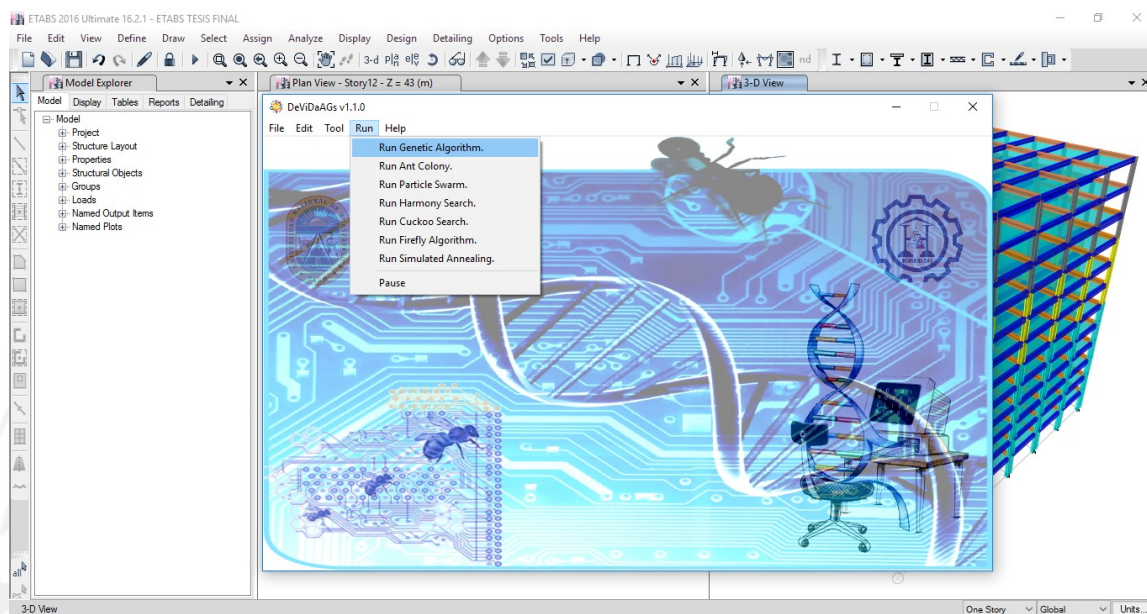 ETABS 2016 Ultimate 16.2.1 - ETABS TESIS FINAL
File Edit View Define Draw Select Assign Analyze Display Design Detailing Options Tools Help
3-d
nd
Model Explorer
Plan View - Story12 - Z = 43 (m)
3-D View
Model Display Tables Reports Detailing
Model
Project
Structure Layout
Properties
Structural Objects
Groups
Loads
Named Output Items
Named Plots
DeViDaAGs v1.1.0
File Edit Tool Run Help
Run Genetic Algorithm.
Run Ant Colony.
Run Particle Swarm.
Run Harmony Search.
Run Cuckoo Search.
Run Firefly Algorithm.
Run Simulated Annealing.
Pause
all
ps
3-D View
One Story
Global
Units